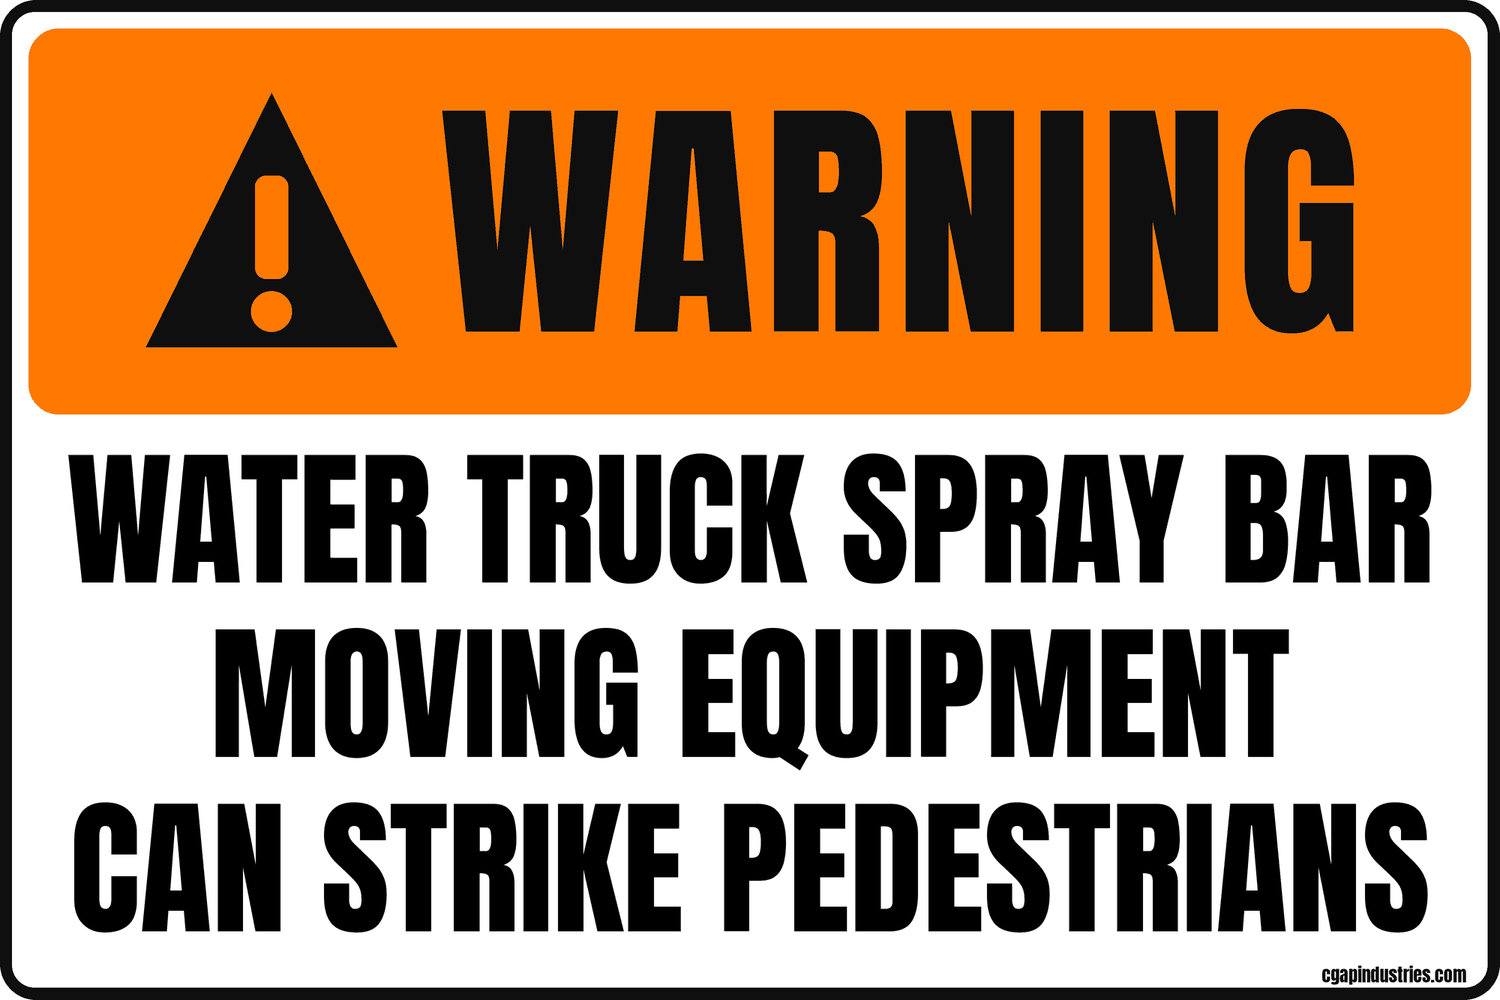 WARNING
WATER TRUCK SPRAY BAR
MOVING EQUIPMENT
CAN STRIKE PEDESTRIANS
cgapindustries.com